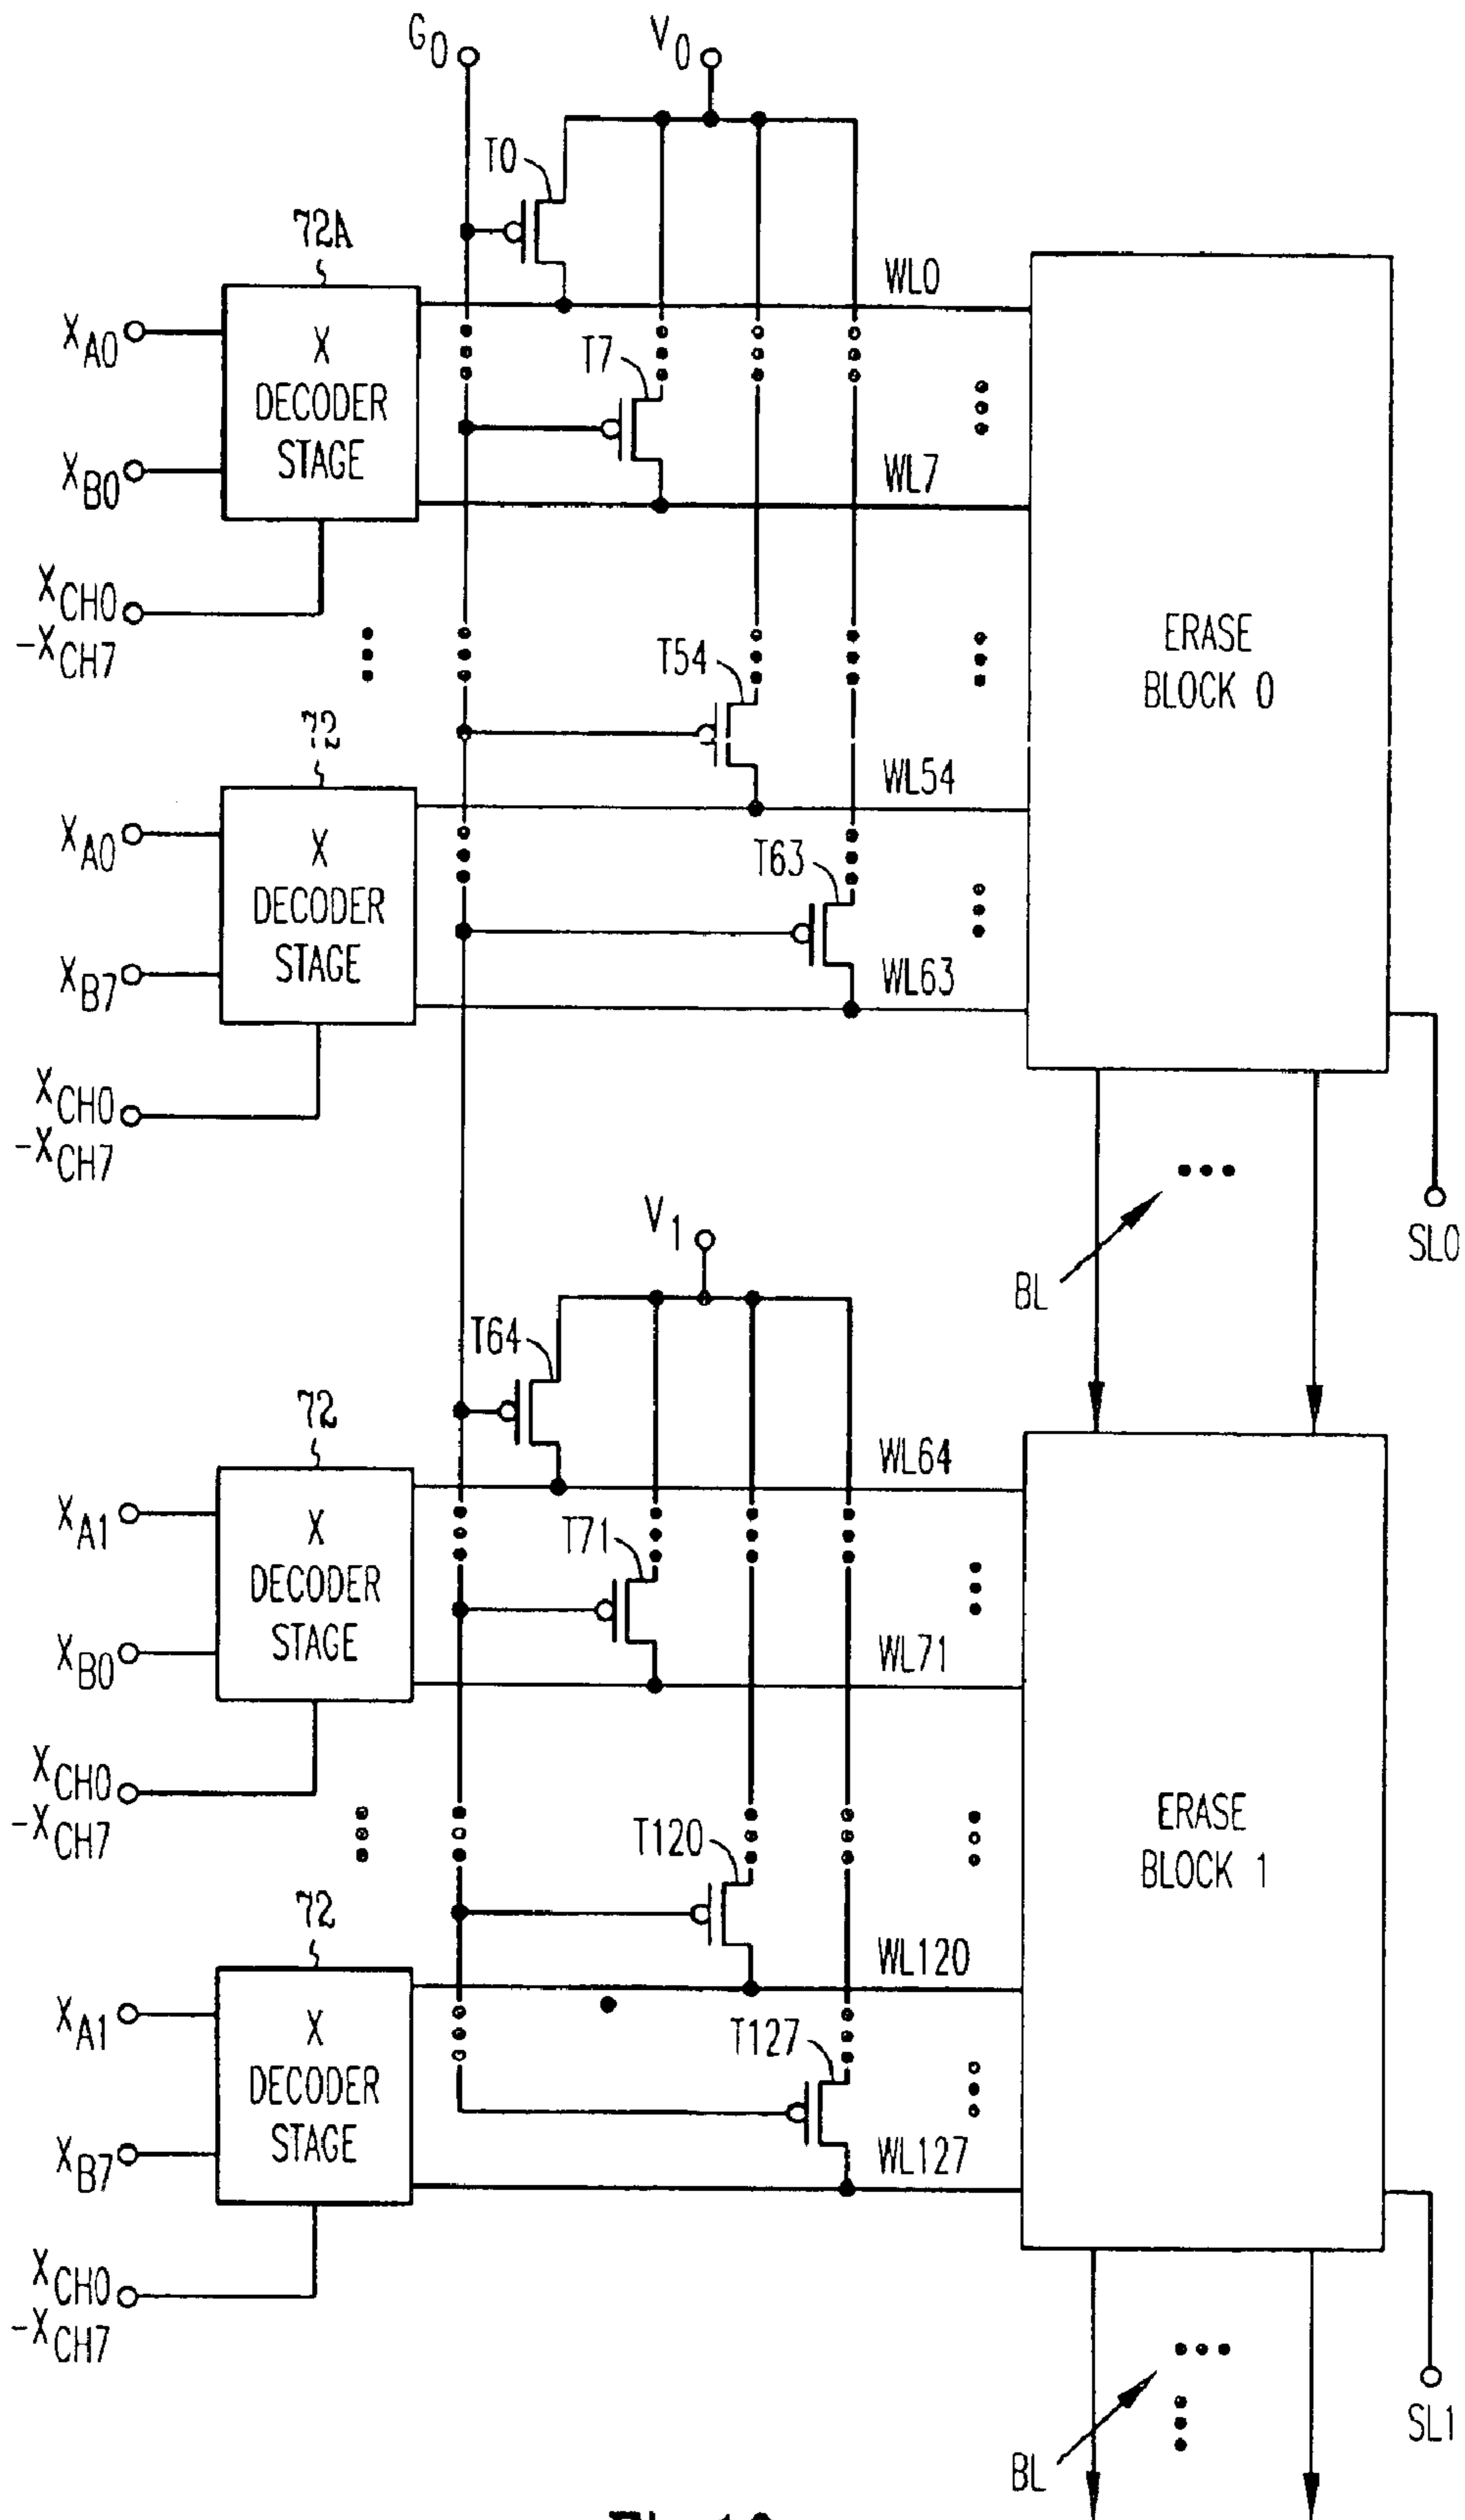 G0
V0
T0
72A
XA0
X
DECODER
STAGE
WL0
T7
XB0
WL7
XCH0
-XCH7
ERASE
BLOCK 0
T54
72
WL54
XA0
X
DECODER
STAGE
T63
XB7
WL63
XCH0
-XCH7
V1
BL
SL0
T64
72
WL64
XA1
X
DECODER
STAGE
T71
XB0
WL71
XCH0
-XCH7
ERASE
BLOCK 1
T120
72
WL120
XA1
X
DECODER
STAGE
T127
XB7
WL127
XCH0
-XCH7
BL
SL1